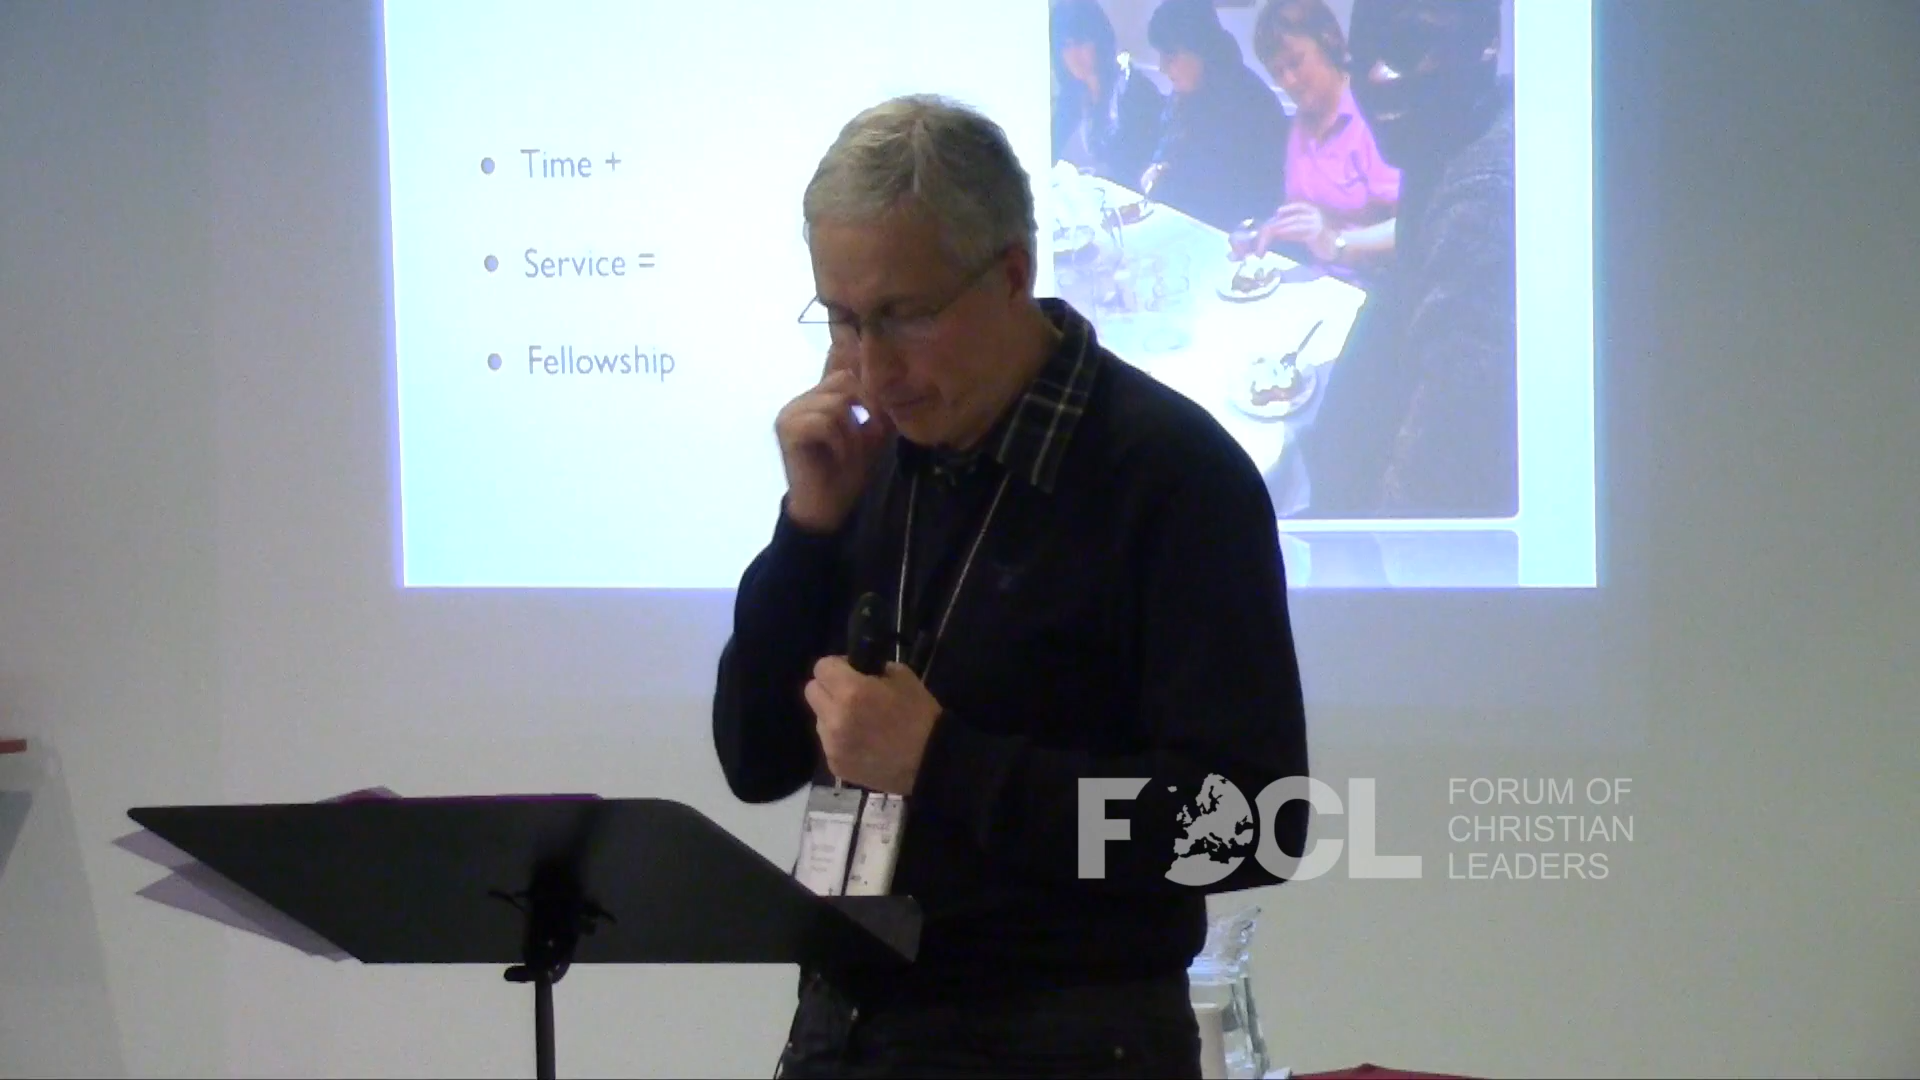 Time +
Service =
Fellowship
FOCL
FORUM OF
CHRISTIAN
LEADERS